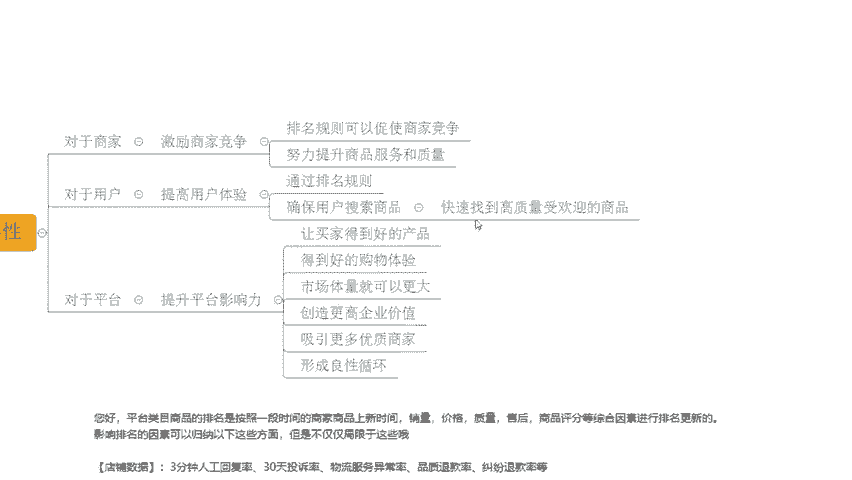 性
对于商家
激励商家竞争
排名规则可以促使商家竞争
努力提升商品服务和质量
对于用户
提高用户体验
通过排名规则
确保用户搜索商品
快速找到高质量受欢迎的商品
对于平台
提升平台影响力
让买家得到好的产品
得到好的购物体验
市场体量就可以更大
创造更高企业价值
吸引更多优质商家
形成良性循环
您好，平台类目商品的排名是按照一段时间的商家商品上新时间，销量，价格，质量，售后，商品评分等综合因素进行排名更新的。
影响排名的因素可以归纳以下这些方面，但是不仅仅局限于这些哦
【店铺数据】：3分钟人工回复率、30天投诉率、物流服务异常率、品质退款率、纠纷退款率等